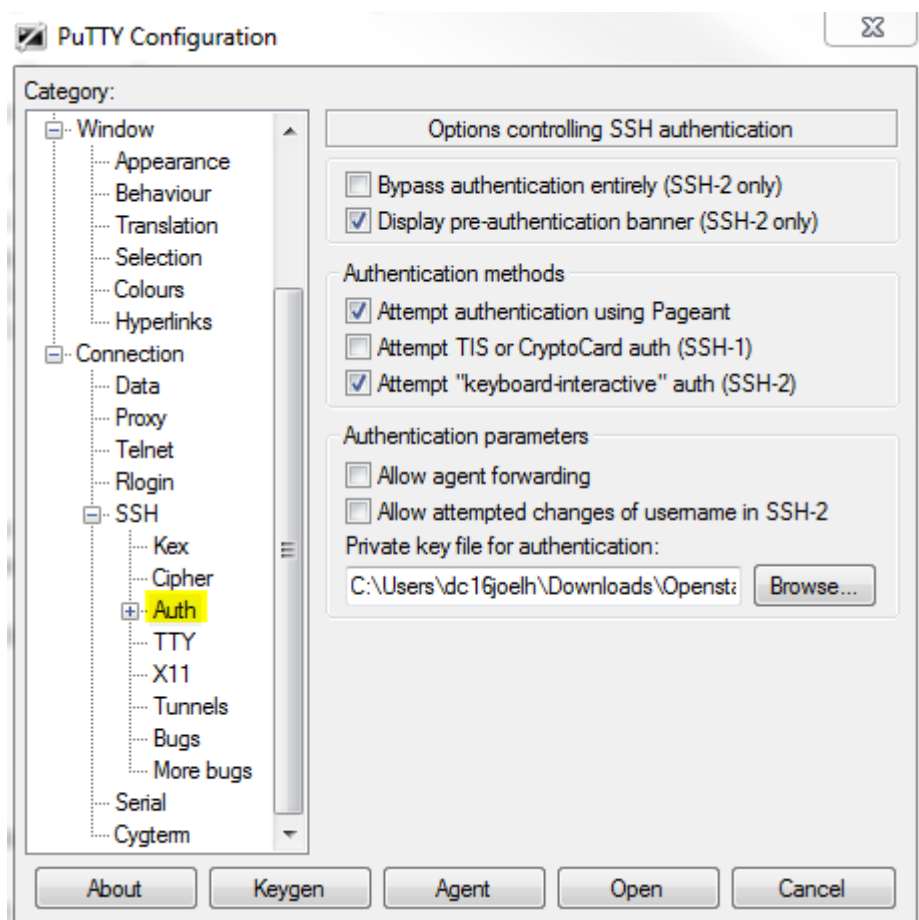 PuTTY Configuration
Category:
Window
Appearance
Behaviour
Translation
Selection
Colours
Hyperlinks
Connection
Data
Proxy
Telnet
Rlogin
SSH
Kex
Cipher
Auth
TTY
X11
Tunnels
Bugs
More bugs
Serial
Cygterm
Options controlling SSH authentication
Bypass authentication entirely (SSH-2 only)
Display pre-authentication banner (SSH-2 only)
Authentication methods
Attempt authentication using Pageant
Attempt TIS or CryptoCard auth (SSH-1)
Attempt "keyboard-interactive" auth (SSH-2)
Authentication parameters
Allow agent forwarding
Allow attempted changes of username in SSH-2
Private key file for authentication:
C:\Users\dc16joelh\Downloads\Opensta Browse...
About Keygen Agent Open Cancel